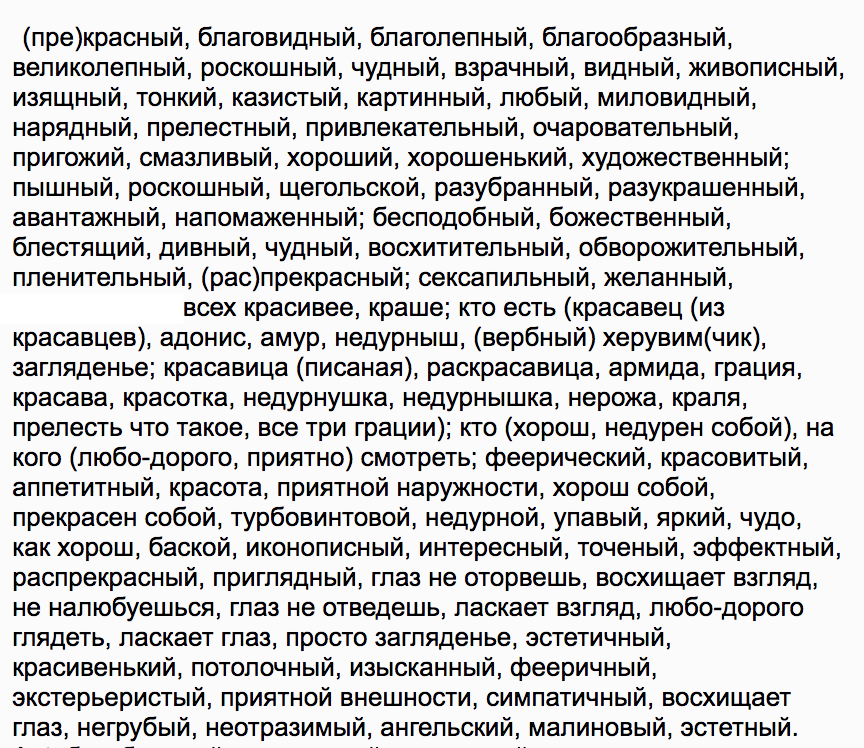 (пре)красный, благовидный, благолепный, благообразный,
великолепный, роскошный, чудный, взрачный, видный, живописный,
изящный, тонкий, казистый, картинный, любый, миловидный,
нарядный, прелестный, привлекательный, очаровательный,
пригожий, смазливый, хороший, хорошенький, художественный;
пышный, роскошный, щегольской, разубранный, разукрашенный,
авантажный, напомаженный; бесподобный, божественный,
блестящий, дивный, чудный, восхитительный, обворожительный,
пленительный, (рас)прекрасный; сексапильный, желанный,
всех красивее, краше; кто есть (красавец (из
красавцев), адонис, амур, недурныш, (вербный) херувим(чик),
загляденье; красавица (писаная), раскрасавица, армида, грация,
красава, красотка, недурнушка, недурнышка, нерожа, краля,
прелесть что такое, все три грации); кто (хорош, недурен собой), на
кого (любо-дорого, приятно) смотреть; феерический, красовитый,
аппетитный, красота, приятной наружности, хорош собой,
прекрасен собой, турбовинтовой, недурной, упавый, яркий, чудо,
как хорош, баской, иконописный, интересный, точеный, эффектный,
распрекрасный, приглядный, глаз не оторвешь, восхищает взгляд,
не налюбуешься, глаз не отведешь, ласкает взгляд, любо-дорого
глядеть, ласкает глаз, просто загляденье, эстетичный,
красивенький, потолочный, изысканный, фееричный,
экстерьеристый, приятной внешности, симпатичный, восхищает
глаз, негрубый, неотразимый, ангельский, малиновый, эстетный.